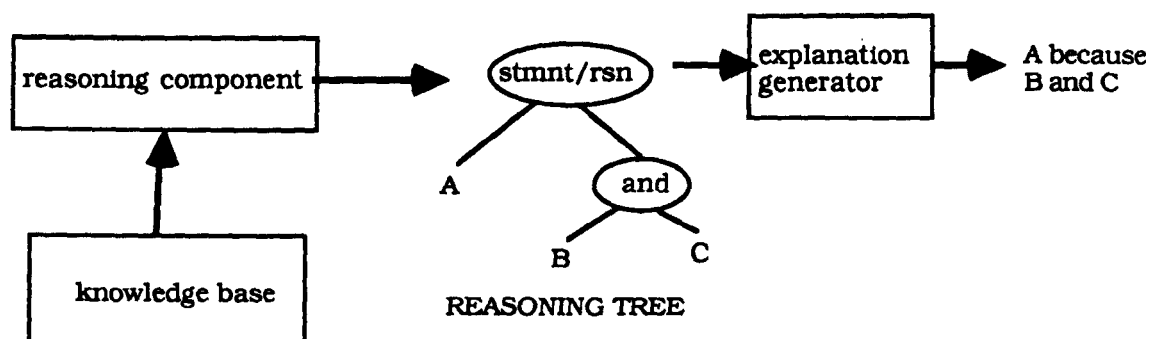 reasoning component
stmnt/rsn
explanation
generator
A because
B and C
A
and
B
C
knowledge base
REASONING TREE